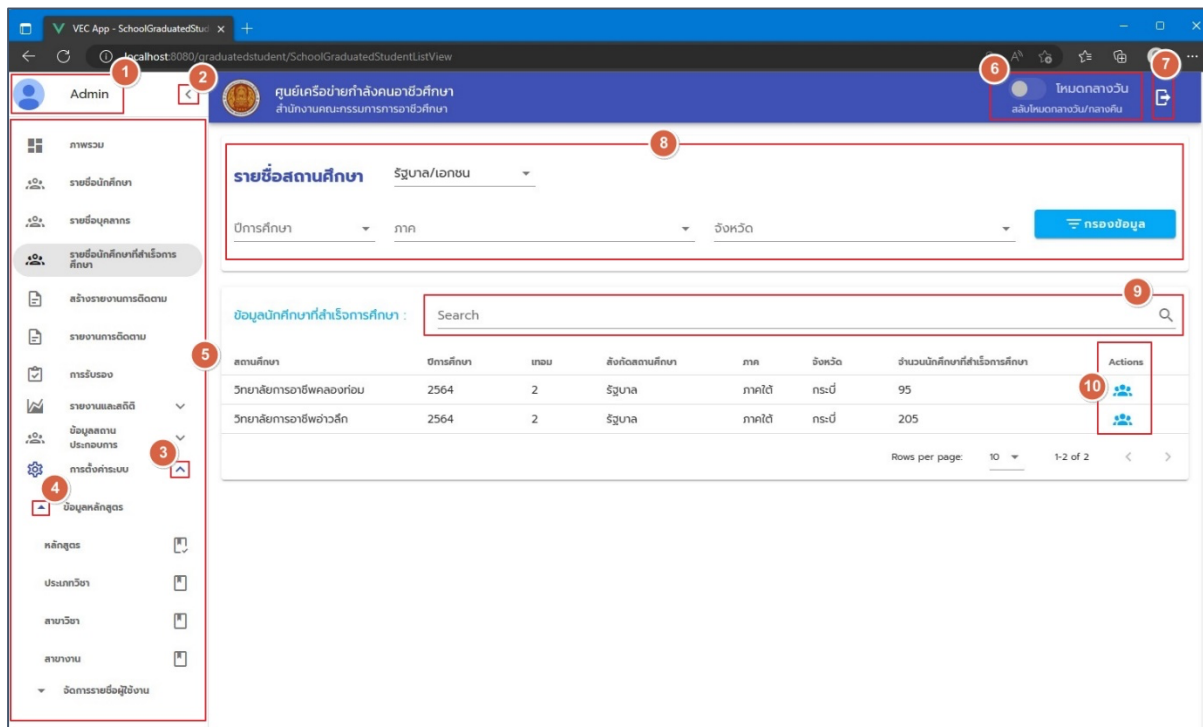 VEC App - SchoolGraduatedStud
localhost:8080/graduatedstudent/SchoolGraduatedStudentListView
1
2
6
7
Admin
ศูนย์เครือข่ายกำลังคนอาชีวศึกษา
สำนักงานคณะกรรมการการอาชีวศึกษา
โหมดกลางวัน
สลับโหมดกลางวัน/กลางคืน
ภาพรวม
รายชื่อนักศึกษา
รายชื่อบุคลากร
รายชื่อนักศึกษาที่สำเร็จการ
ศึกษา
สร้างรายงานการติดตาม
รายงานการติดตาม
5
การรับรอง
รายงานและสถิติ
ข้อมูลสถาน
ประกอบการ
3
การตั้งค่าระบบ
4
ข้อมูลหลักสูตร
หลักสูตร
ประเภทวิชา
สาขาวิชา
สาขางาน
จัดการรายชื่อผู้ใช้งาน
8
รายชื่อสถานศึกษา
รัฐบาล/เอกชน
ปีการศึกษา ภาค จังหวัด กรองข้อมูล
9
ข้อมูลนักศึกษาที่สำเร็จการศึกษา : Search
สถานศึกษา ปีการศึกษา เทอม สังกัดสถานศึกษา ภาค จังหวัด จำนวนนักศึกษาที่สำเร็จการศึกษา Actions
10
วิทยาลัยการอาชีพคลองท่อม 2564 2 รัฐบาล ภาคใต้ กระบี่ 95
วิทยาลัยการอาชีพอ่าวลึก 2564 2 รัฐบาล ภาคใต้ กระบี่ 205
Rows per page: 10 1-2 of 2